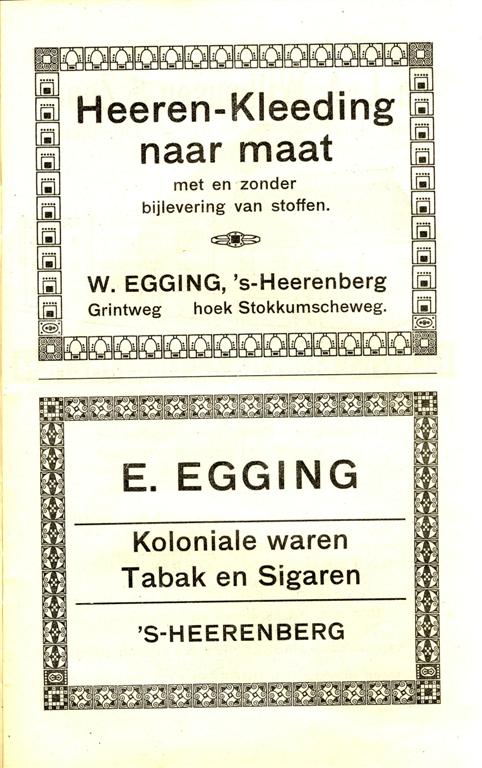 Heeren-Kleeding
naar maat
met en zonder
bijlevering van stoffen.
W. EGGING, 's-Heerenberg
Grintweg hoek Stokkumscheweg.
E. EGGING
Koloniale waren
Tabak en Sigaren
'S-HEERENBERG